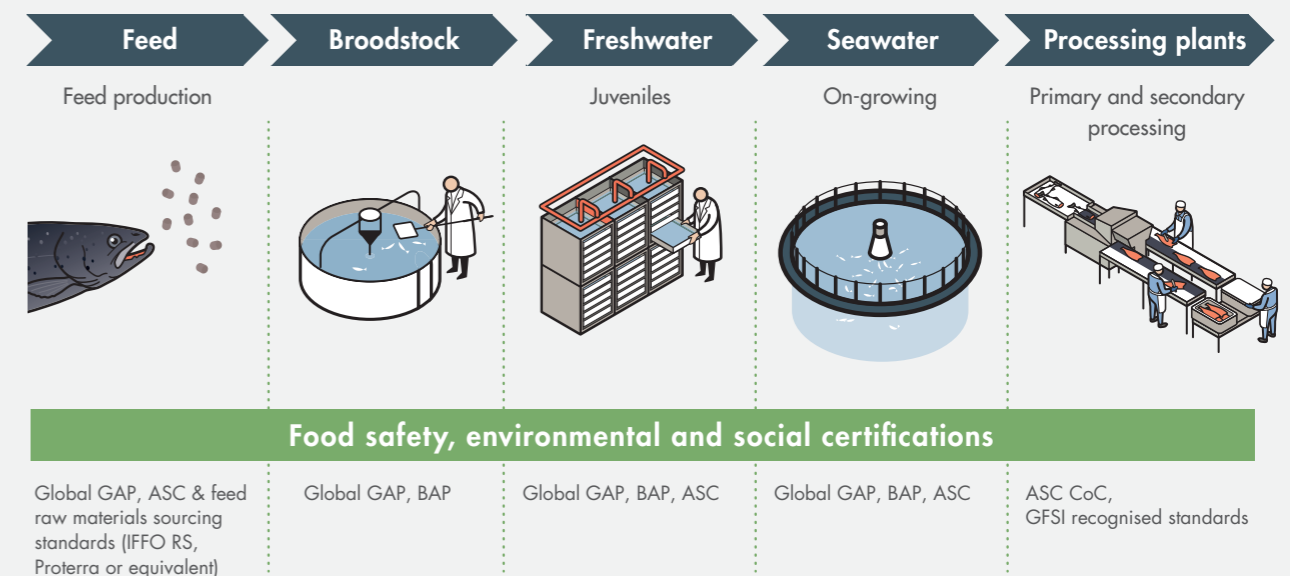 Feed
Broodstock
Freshwater
Seawater
Processing plants
Feed production
Juveniles
On-growing
Primary and secondary
processing
Food safety, environmental and social certifications
Global GAP, ASC & feed
raw materials sourcing
standards (IFFO RS,
Proterra or equivalent)
Global GAP, BAP
Global GAP, BAP, ASC
Global GAP, BAP, ASC
ASC CoC,
GFSI recognised standards